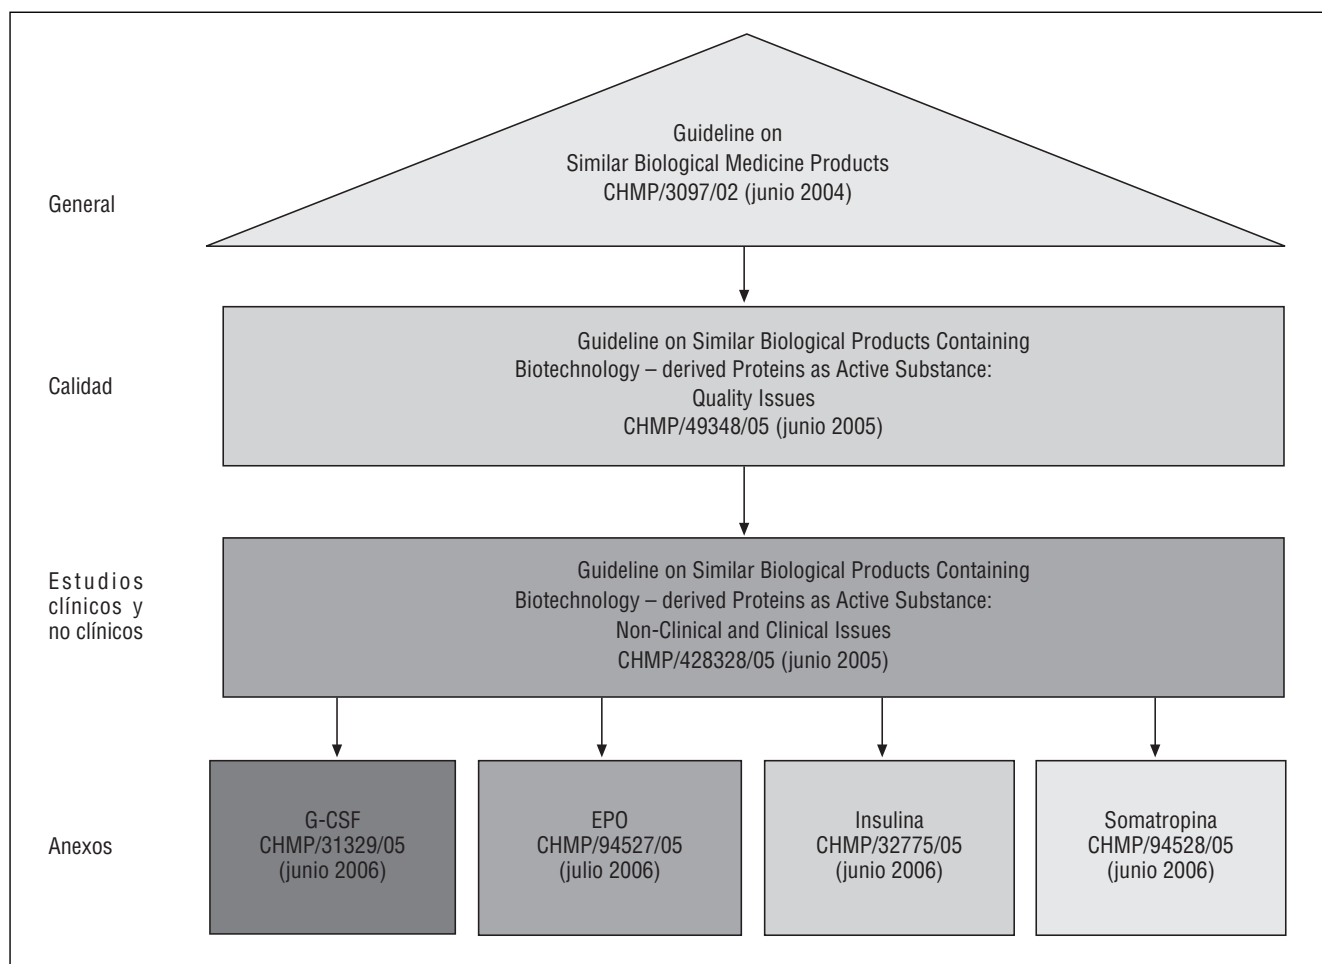 Guideline on
Similar Biological Medicine Products
CHMP/3097/02 (junio 2004)
General
Guideline on Similar Biological Products Containing
Biotechnology – derived Proteins as Active Substance:
Quality Issues
CHMP/49348/05 (junio 2005)
Calidad
Guideline on Similar Biological Products Containing
Biotechnology – derived Proteins as Active Substance:
Non-Clinical and Clinical Issues
CHMP/428328/05 (junio 2005)
Estudios
clínicos y
no clínicos
Anexos
G-CSF
CHMP/31329/05
(junio 2006)
EPO
CHMP/94527/05
(julio 2006)
Insulina
CHMP/32775/05
(junio 2006)
Somatropina
CHMP/94528/05
(junio 2006)